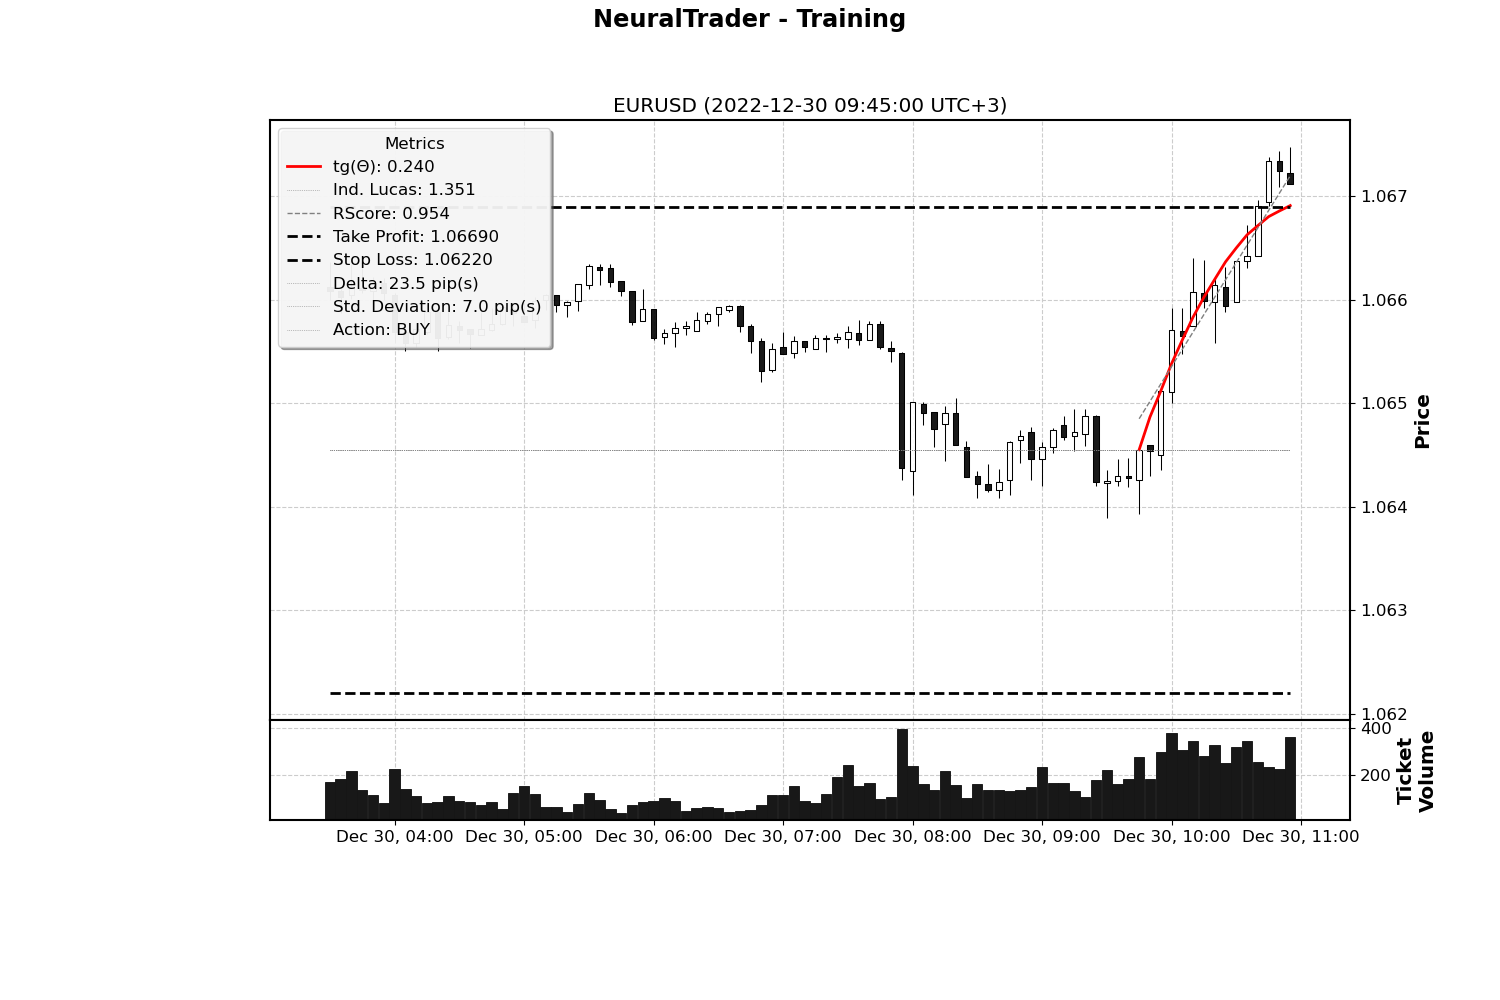 NeuralTrader - Training
EURUSD (2022-12-30 09:45:00 UTC+3)
Metrics
tg(Θ): 0.240
Ind. Lucas: 1.351
RScore: 0.954
Take Profit: 1.06690
Stop Loss: 1.06220
Delta: 23.5 pip(s)
Std. Deviation: 7.0 pip(s)
Action: BUY
1.067
1.066
1.065
1.064
1.063
1.062
Price
400
200
Ticket
Volume
Dec 30, 04:00
Dec 30, 05:00
Dec 30, 06:00
Dec 30, 07:00
Dec 30, 08:00
Dec 30, 09:00
Dec 30, 10:00
Dec 30, 11:00